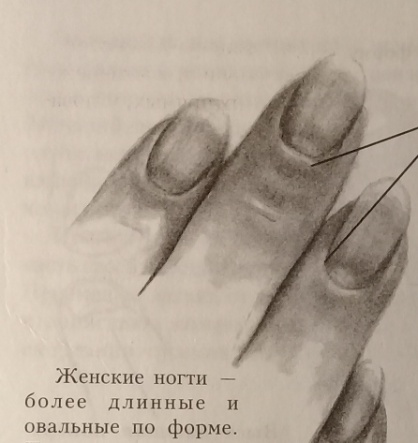 Женские ногти —
более длинные и
овальные по форме.